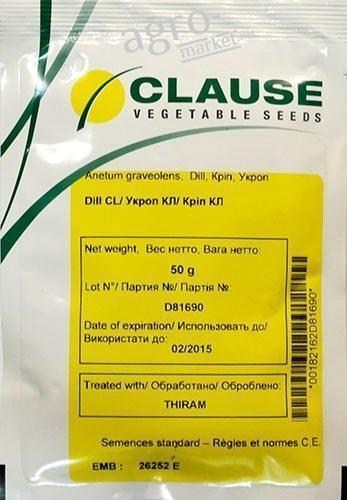 agro-
market
CLAUSE
VEGETABLE SEEDS
Anetum graveolens, Dill, Кріп, Укроп
Dill CL/ Укроп КЛ/ Кріп КЛ
Net weight, Вес нетто, Вага нетто:
50 g
Lot N°/ Партия №/ Партія №:
D81690
Date of expiration/ Использовать до/
Використати до:
02/2015
Treated with/ Обработано/ Оброблено:
THIRAM
Semences standard – Règles et normes C.E.
EMB : 26252 E
*00182162D81690*